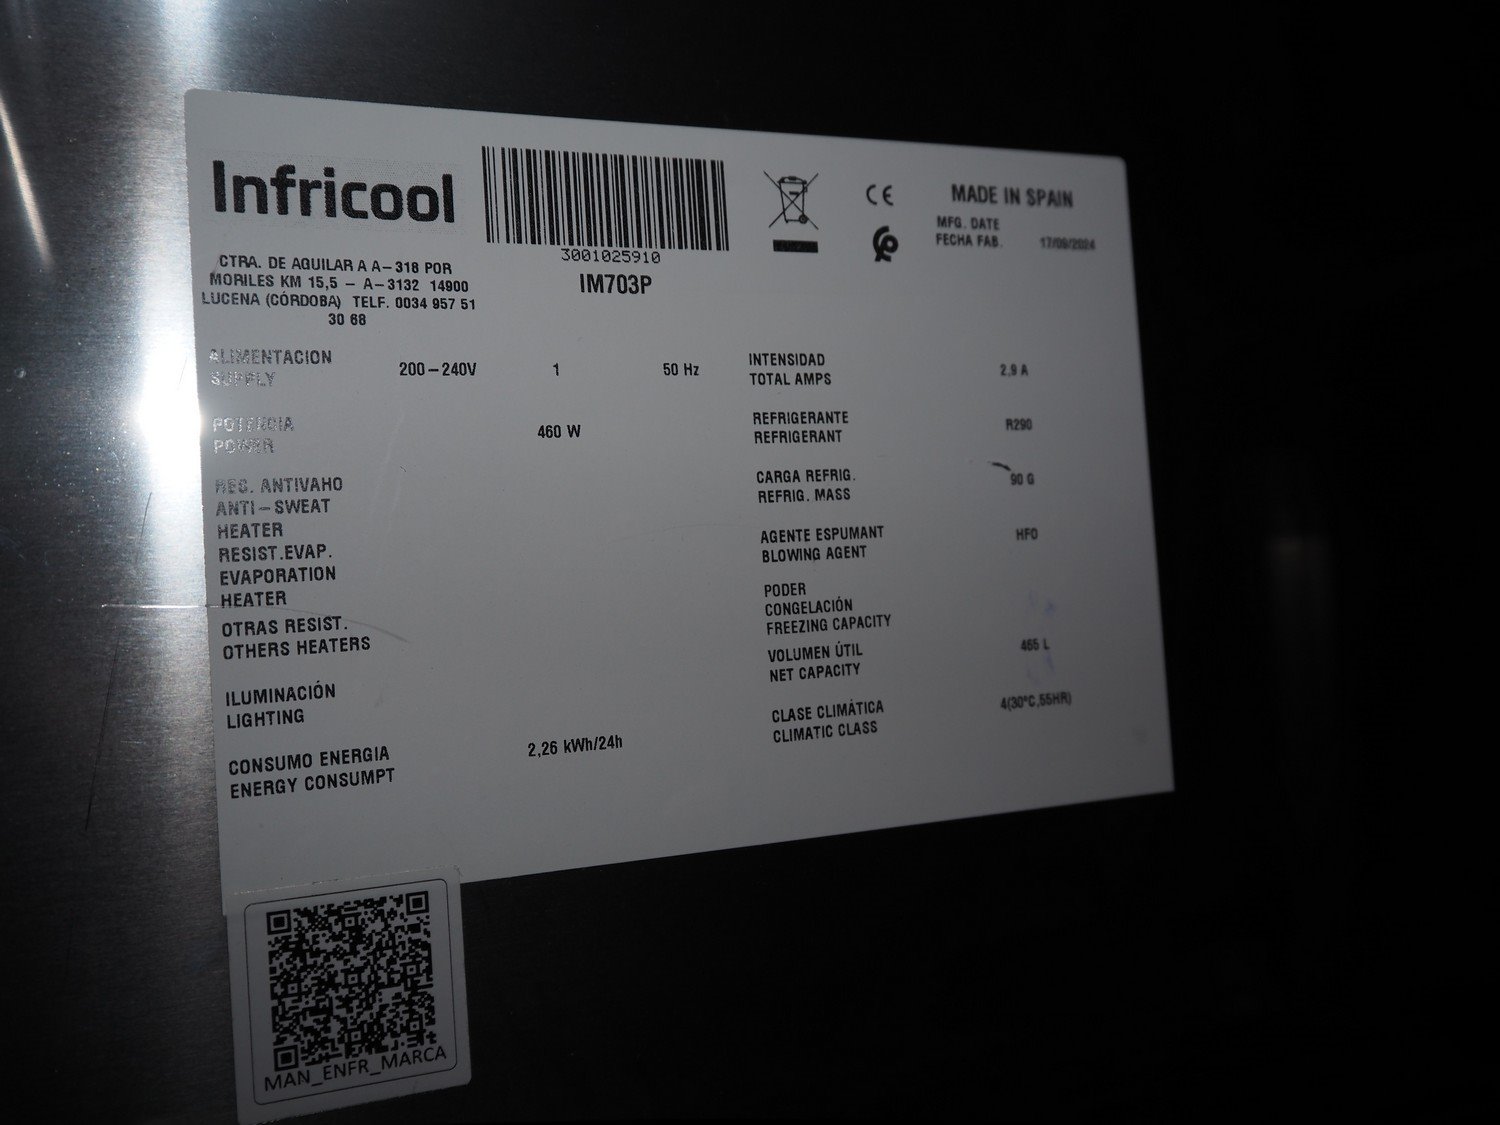 Infricool
3001025910
IM703P
CE
MADE IN SPAIN
MFG. DATE
FECHA FAB. 17/09/2024
CTRA. DE AGUILAR A A-318 POR
MORILES KM 15,5 - A-3132 14900
LUCENA (CÓRDOBA) TELF. 0034 957 51
30 68
ALIMENTACION
SUPPLY
200-240V 1 50 Hz
POTENCIA
POWER
460 W
RES. ANTIVAHO
ANTI-SWEAT
HEATER
RESIST.EVAP.
EVAPORATION
HEATER
OTRAS RESIST.
OTHERS HEATERS
ILUMINACIÓN
LIGHTING
CONSUMO ENERGIA
ENERGY CONSUMPT
2,26 kWh/24h
INTENSIDAD
TOTAL AMPS
2,9 A
REFRIGERANTE
REFRIGERANT
R290
CARGA REFRIG.
REFRIG. MASS
90 G
AGENTE ESPUMANT
BLOWING AGENT
HFO
PODER
CONGELACIÓN
FREEZING CAPACITY
VOLUMEN ÚTIL
NET CAPACITY
465 L
CLASE CLIMÁTICA
CLIMATIC CLASS
4(30°C,55HR)
MAN_ENFR_MARCA